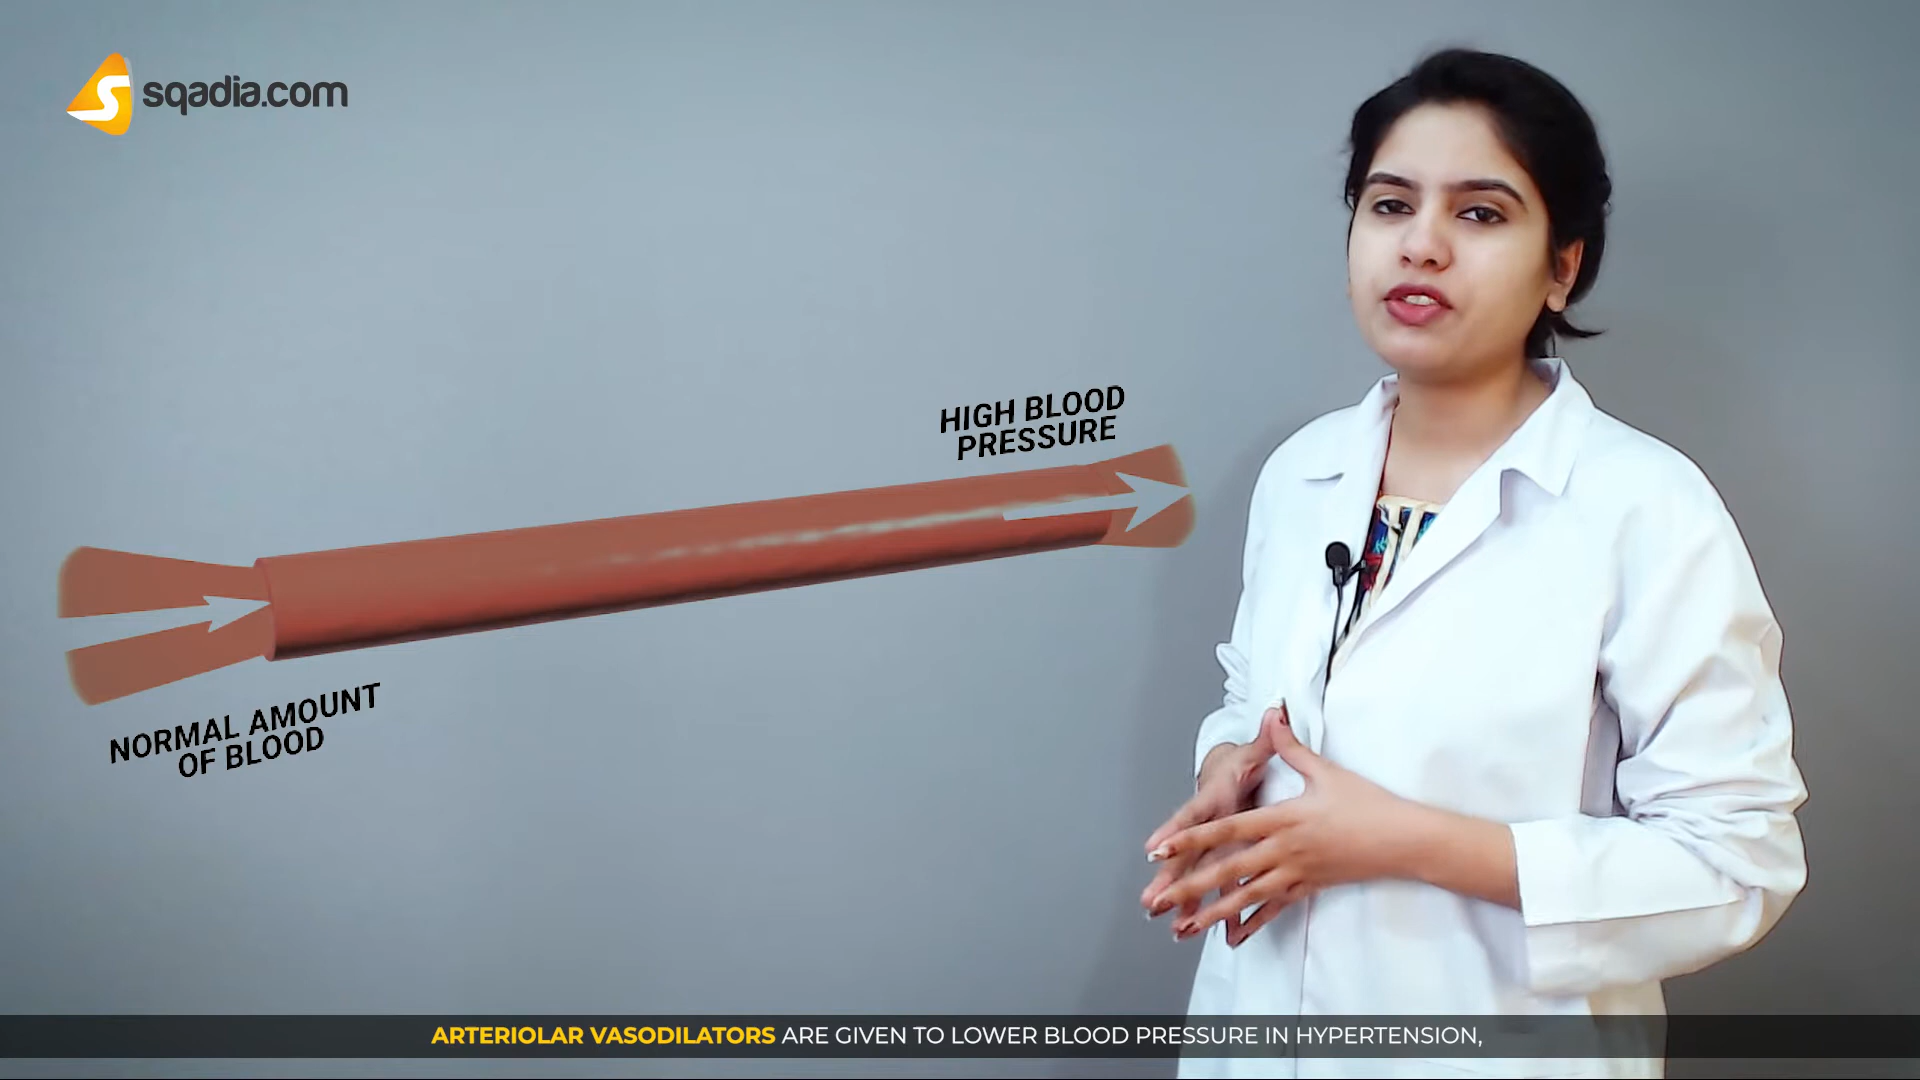 sqadia.com
HIGH BLOOD
PRESSURE
NORMAL AMOUNT
OF BLOOD
ARTERIOLAR VASODILATORS ARE GIVEN TO LOWER BLOOD PRESSURE IN HYPERTENSION,